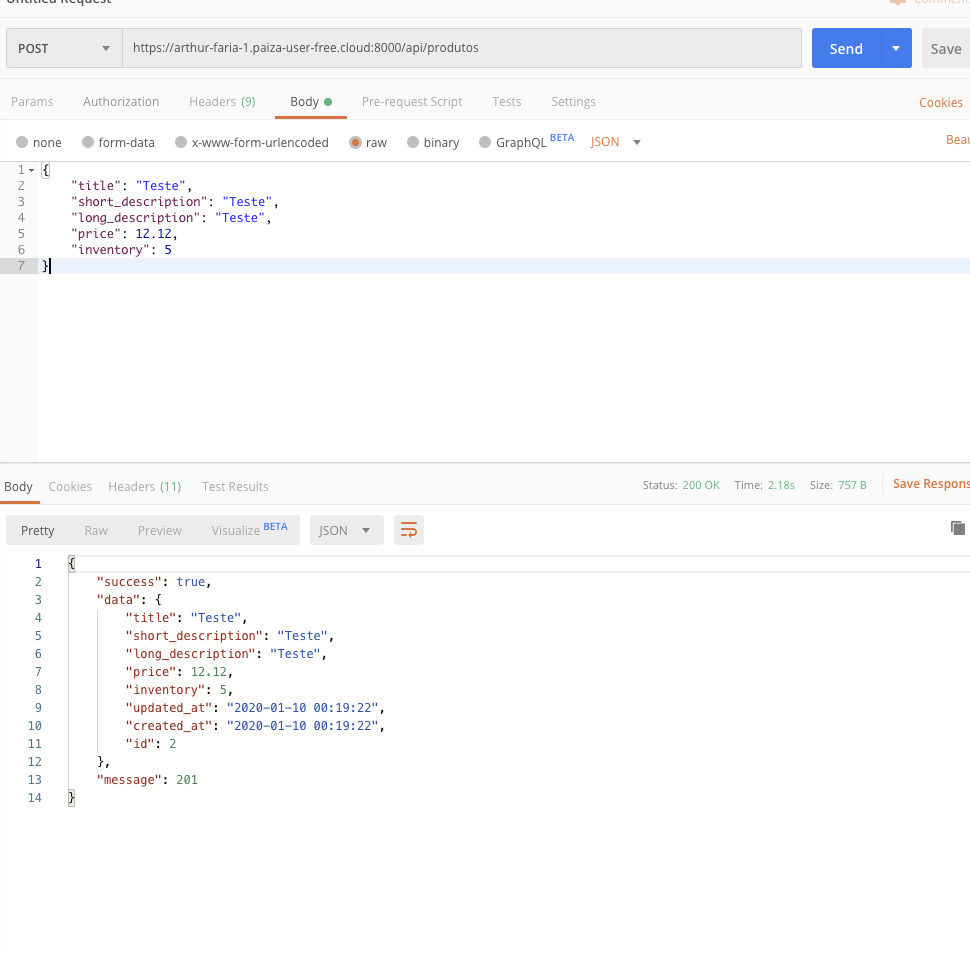 Untitled Request
Comment
POST
https://arthur-faria-1.paiza-user-free.cloud:8000/api/produtos
Send
Save
Params Authorization Headers (9) Body Pre-request Script Tests Settings Cookies
none form-data x-www-form-urlencoded raw binary GraphQL BETA JSON Beau
1 {
2 "title": "Teste",
3 "short_description": "Teste",
4 "long_description": "Teste",
5 "price": 12.12,
6 "inventory": 5
7 }
Body Cookies Headers (11) Test Results Status: 200 OK Time: 2.18s Size: 757 B Save Respons
Pretty Raw Preview Visualize BETA JSON
1 {
2 "success": true,
3 "data": {
4 "title": "Teste",
5 "short_description": "Teste",
6 "long_description": "Teste",
7 "price": 12.12,
8 "inventory": 5,
9 "updated_at": "2020-01-10 00:19:22",
10 "created_at": "2020-01-10 00:19:22",
11 "id": 2
12 },
13 "message": 201
14 }